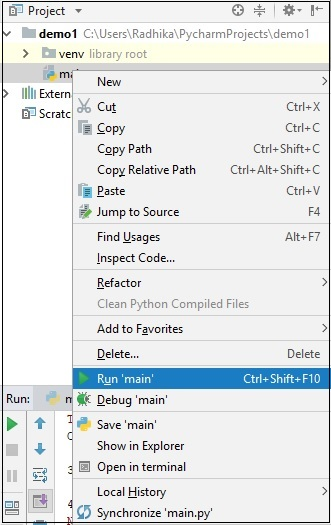 Project
demo1 C:\Users\Radhika\PycharmProjects\demo1
venv library root
New
Cut Ctrl+X
Copy Ctrl+C
Copy Path Ctrl+Shift+C
Copy Relative Path Ctrl+Alt+Shift+C
Paste Ctrl+V
Jump to Source F4
Find Usages Alt+F7
Inspect Code...
Refactor
Clean Python Compiled Files
Add to Favorites
Delete... Delete
Run 'main' Ctrl+Shift+F10
Debug 'main'
Save 'main'
Show in Explorer
Open in terminal
Local History
Synchronize 'main.py'
Run: